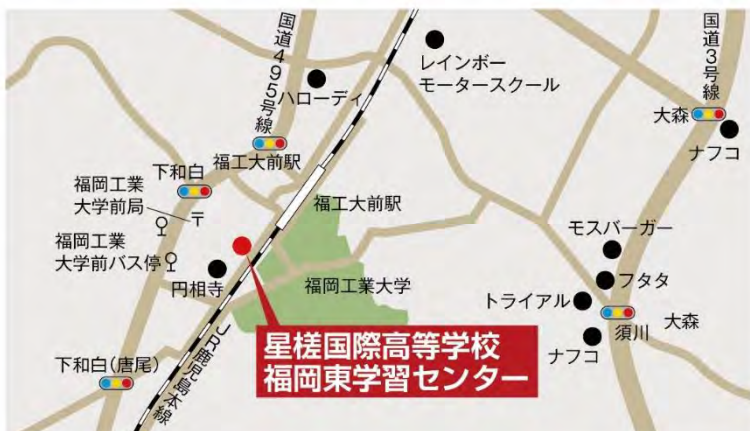 国道495号線
ハローディ
レインボー
モータースクール
国道3号線
大森
ナフコ
下和白
福工大前駅
福岡工業
大学前局
〒
福岡工業
大学前バス停
円相寺
福工大前駅
福岡工業大学
モスバーガー
フタタ
トライアル
須川
大森
ナフコ
下和白(唐尾)
JR鹿児島本線
星槎国際高等学校
福岡東学習センター